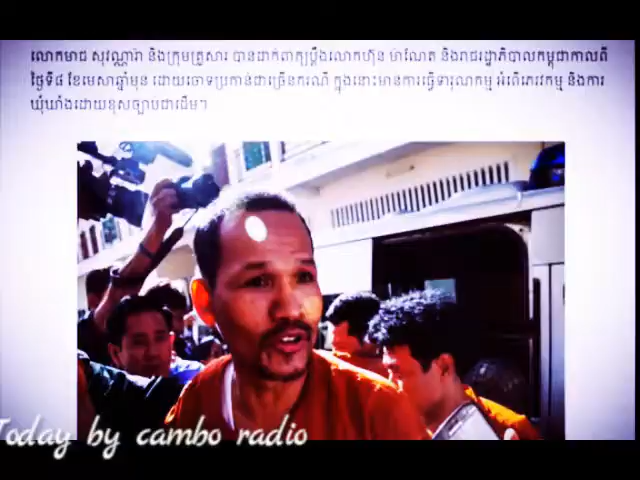 លោកមាជ សុវណ្ណារ៉ា និងក្រុមគ្រួសារ បានដាក់ពាក្យប្ដឹងលោកហ៊ុន ម៉ាណែត និងរាជរដ្ឋាភិបាលកម្ពុជាកាលពី
ថ្ងៃទី៨ ខែមេសាឆ្នាំមុន ដោយចោទប្រកាន់ជាច្រើនករណី ក្នុងនោះមានការធ្វើទារុណកម្ម អំពើភេរវកម្ម និងការ
ឃុំឃាំងដោយខុសច្បាប់ជាដើម។
Today by cambo radio